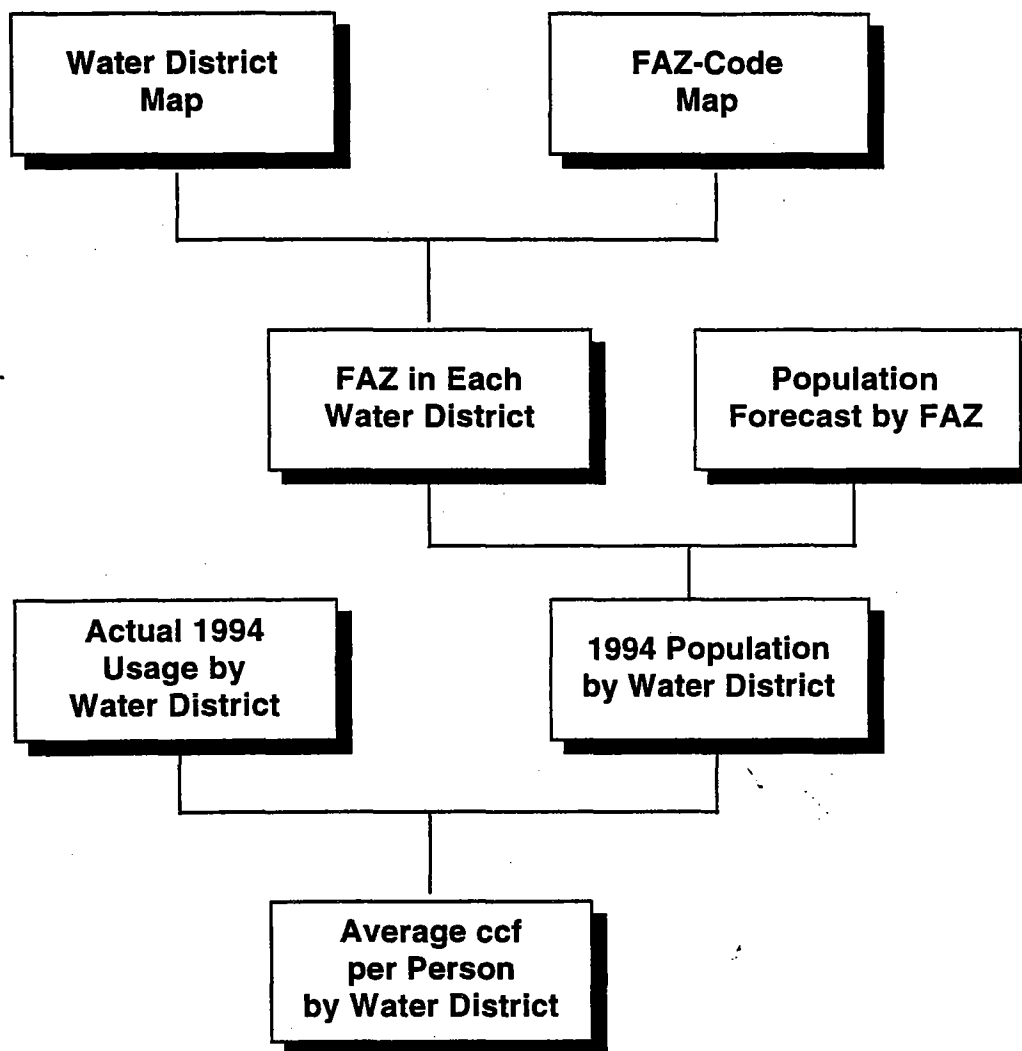 Water District
Map
FAZ-Code
Map
FAZ in Each
Water District
Population
Forecast by FAZ
Actual 1994
Usage by
Water District
1994 Population
by Water District
Average ccf
per Person
by Water District